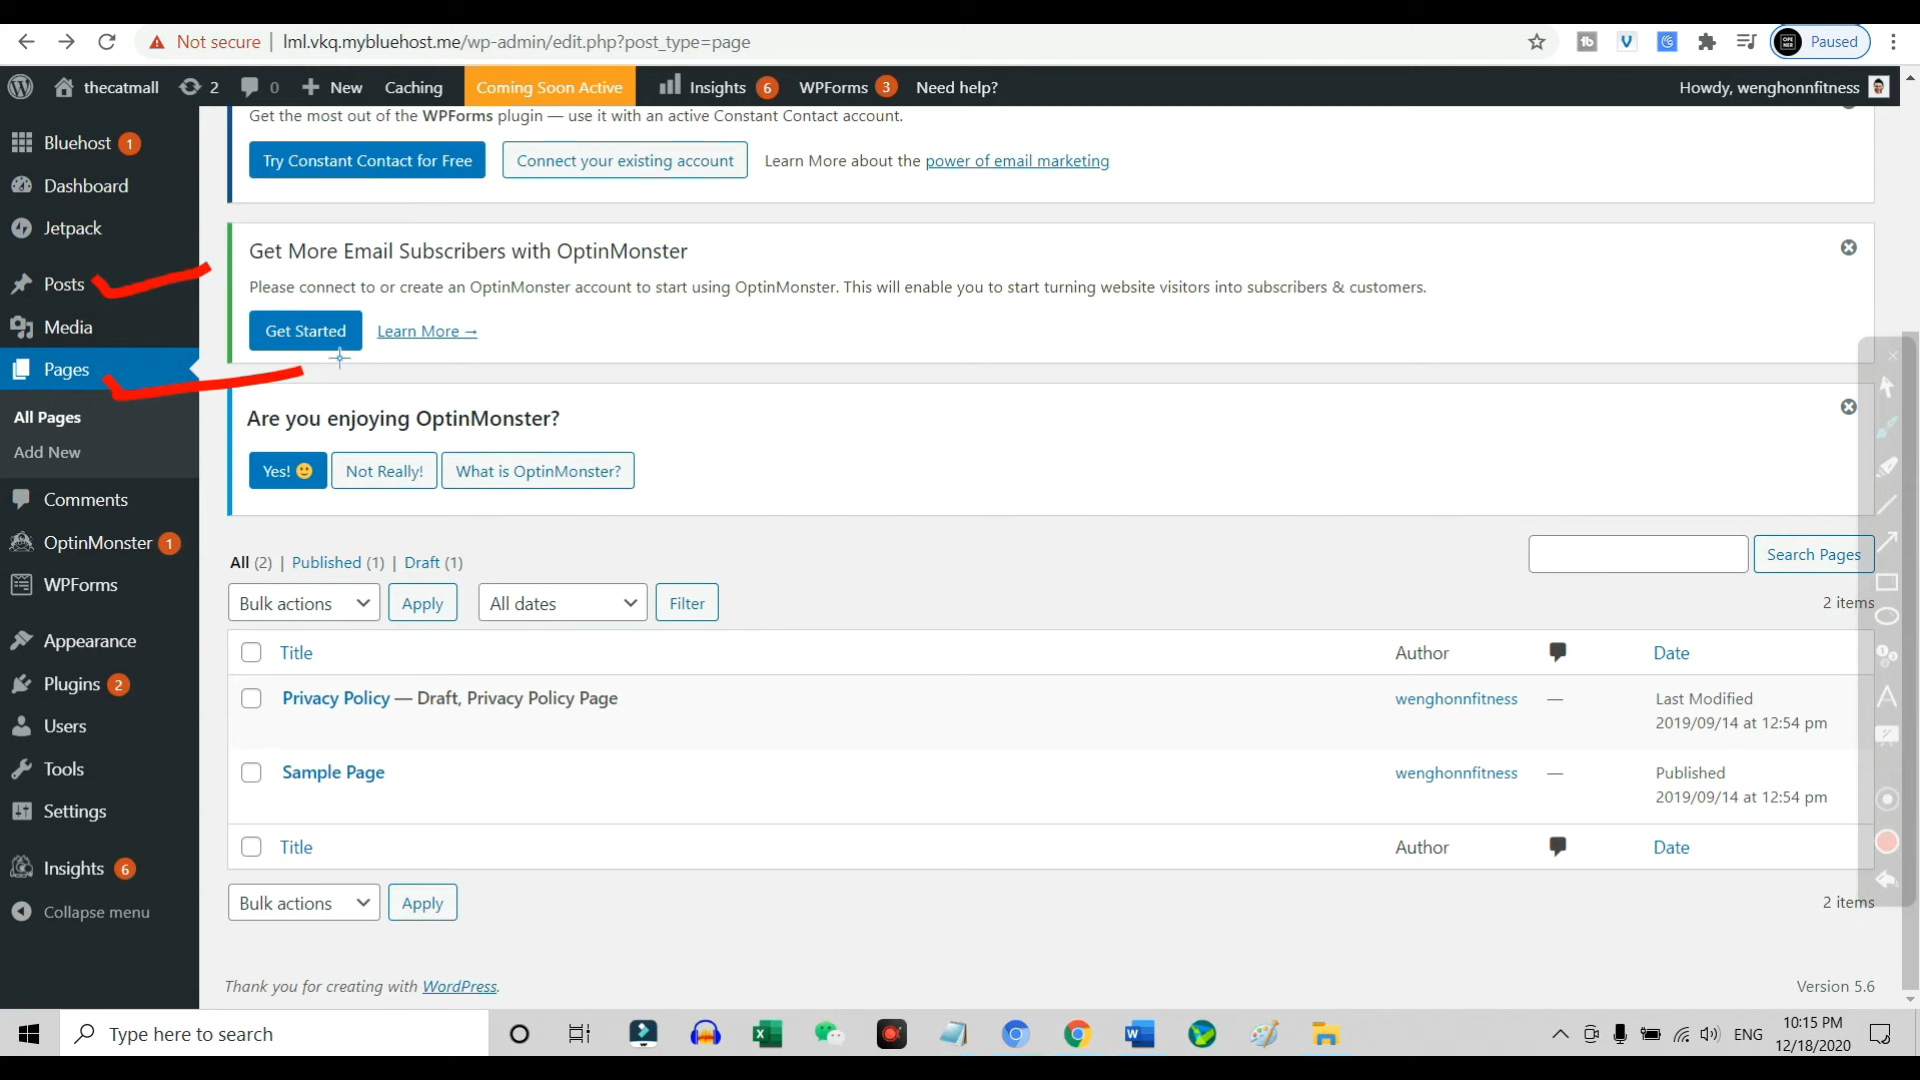 Not secure | lml.vkq.mybluehost.me/wp-admin/edit.php?post_type=page
Paused
thecatmall 2 0 New Caching Coming Soon Active Insights 6 WPForms 3 Need help? Howdy, wenghonnfitness
Bluehost 1
Dashboard
Jetpack
Posts
Media
Pages
All Pages
Add New
Comments
OptinMonster 1
WPForms
Appearance
Plugins 2
Users
Tools
Settings
Insights 6
Collapse menu
Get the most out of the WPForms plugin — use it with an active Constant Contact account.
Try Constant Contact for Free Connect your existing account Learn More about the power of email marketing
Get More Email Subscribers with OptinMonster
Please connect to or create an OptinMonster account to start using OptinMonster. This will enable you to start turning website visitors into subscribers & customers.
Get Started Learn More →
Are you enjoying OptinMonster?
Yes! 🙂 Not Really! What is OptinMonster?
All (2) | Published (1) | Draft (1)
Search Pages
Bulk actions Apply All dates Filter
2 items
Title Author Date
Privacy Policy — Draft, Privacy Policy Page wenghonnfitness — Last Modified
2019/09/14 at 12:54 pm
Sample Page wenghonnfitness — Published
2019/09/14 at 12:54 pm
Title Author Date
Bulk actions Apply
2 items
Thank you for creating with WordPress.
Version 5.6
Type here to search
ENG
10:15 PM
12/18/2020